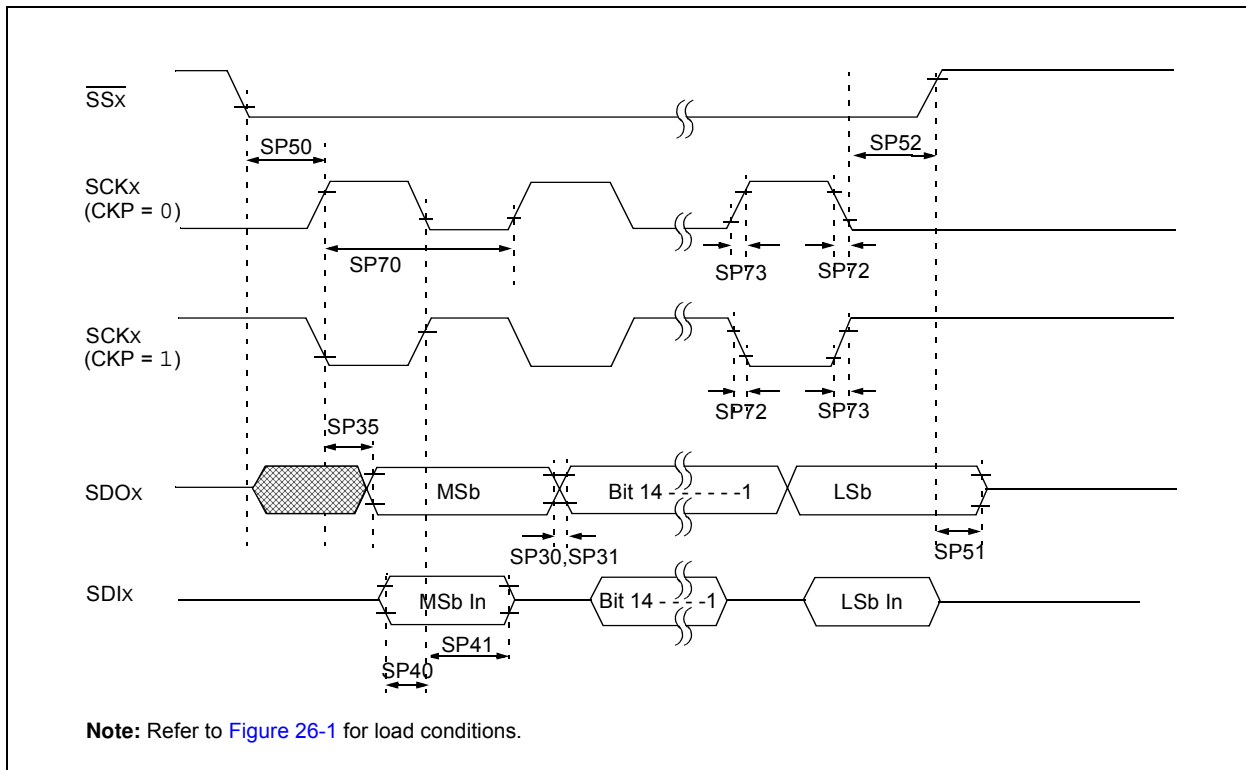 SSx
SP50
SP52
SCKx
(CKP = 0)
SP70
SP73
SP72
SCKx
(CKP = 1)
SP72
SP73
SP35
SDOx
MSb
Bit 14 - - - - - -1
LSb
SP30,SP31
SP51
SDIx
MSb In
Bit 14 - - - -1
LSb In
SP41
SP40
Note: Refer to Figure 26-1 for load conditions.